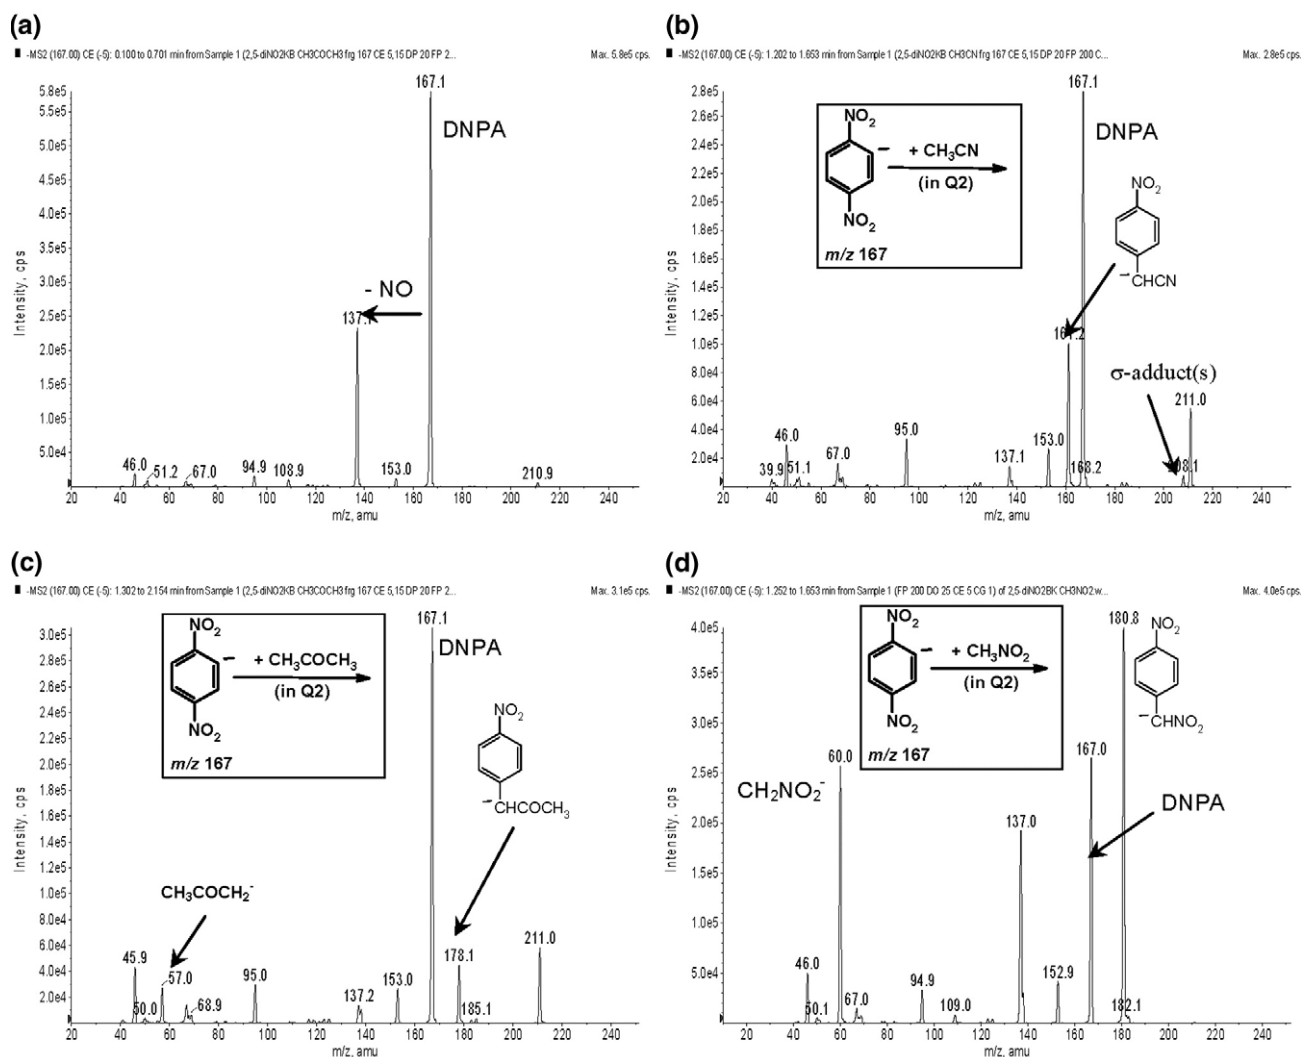 (a)
-MS2 (167.00) CE (-5): 0.100 to 0.701 min from Sample 1 (2,5-diNO2KB CH3COCH3 frg 167 CE 5,15 DP 20 FP 2...
Max. 5.8e5 cps.
5.8e5
5.5e5
5.0e5
4.5e5
4.0e5
3.5e5
3.0e5
2.5e5
2.0e5
1.5e5
1.0e5
5.0e4
Intensity, cps
167.1
DNPA
- NO
46.0
51.2
67.0
94.9
108.9
153.0
210.9
20 40 60 80 100 120 140 160 180 200 220 240
m/z, amu
(b)
-MS2 (167.00) CE (-5): 1.202 to 1.653 min from Sample 1 (2,5-diNO2KB CH3CN frg 167 CE 5,15 DP 20 FP 200 C...
Max. 2.8e5 cps.
2.8e5
2.6e5
2.4e5
2.2e5
2.0e5
1.8e5
1.6e5
1.4e5
1.2e5
1.0e5
8.0e4
6.0e4
4.0e4
2.0e4
Intensity, cps
NO2
−
+ CH3CN
(in Q2)
NO2
m/z 167
167.1
DNPA
NO2
−CHCN
σ-adduct(s)
211.0
39.9
46.0
51.1
67.0
95.0
137.1
153.0
168.2
20 40 60 80 100 120 140 160 180 200 220 240
m/z, amu
(c)
-MS2 (167.00) CE (-5): 1.302 to 2.154 min from Sample 1 (2,5-diNO2KB CH3COCH3 frg 167 CE 5,15 DP 20 FP 2...
Max. 3.1e5 cps.
3.0e5
2.8e5
2.6e5
2.4e5
2.2e5
2.0e5
1.8e5
1.6e5
1.4e5
1.2e5
1.0e5
8.0e4
6.0e4
4.0e4
2.0e4
Intensity, cps
NO2
−
+ CH3COCH3
(in Q2)
NO2
m/z 167
167.1
DNPA
NO2
−CHCOCH3
CH3COCH2-
45.9
50.0
57.0
68.9
95.0
137.2
153.0
178.1
185.1
211.0
20 40 60 80 100 120 140 160 180 200 220 240
m/z, amu
(d)
-MS2 (167.00) CE (-5): 1.252 to 1.653 min from Sample 1 (FP 200 DO 25 CE 5 CG 1) of 2,5-diNO2BK CH3NO2.w...
Max. 4.0e5 cps.
4.0e5
3.5e5
3.0e5
2.5e5
2.0e5
1.5e5
1.0e5
5.0e4
Intensity, cps
NO2
−
+ CH3NO2
(in Q2)
NO2
m/z 167
180.8
NO2
−CHNO2
CH2NO2-
60.0
167.0
DNPA
137.0
46.0
50.1
67.0
94.9
109.0
152.9
182.1
20 40 60 80 100 120 140 160 180 200 220 240
m/z, amu